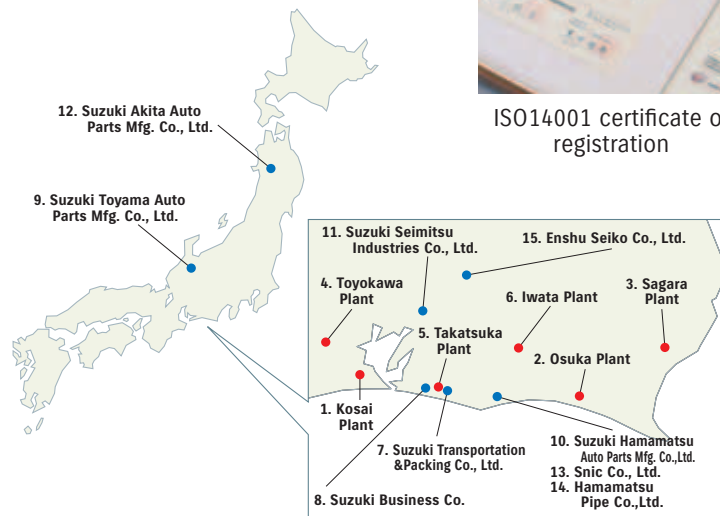 ISO14001 certificate o
registration
12. Suzuki Akita Auto
Parts Mfg. Co., Ltd.
9. Suzuki Toyama Auto
Parts Mfg. Co., Ltd.
11. Suzuki Seimitsu
Industries Co., Ltd.
15. Enshu Seiko Co., Ltd.
4. Toyokawa
Plant
6. Iwata Plant
3. Sagara
Plant
5. Takatsuka
Plant
2. Osuka Plant
1. Kosai
Plant
7. Suzuki Transportation
&Packing Co., Ltd.
8. Suzuki Business Co.
10. Suzuki Hamamatsu
Auto Parts Mfg. Co.,Ltd.
13. Snic Co., Ltd.
14. Hamamatsu
Pipe Co.,Ltd.